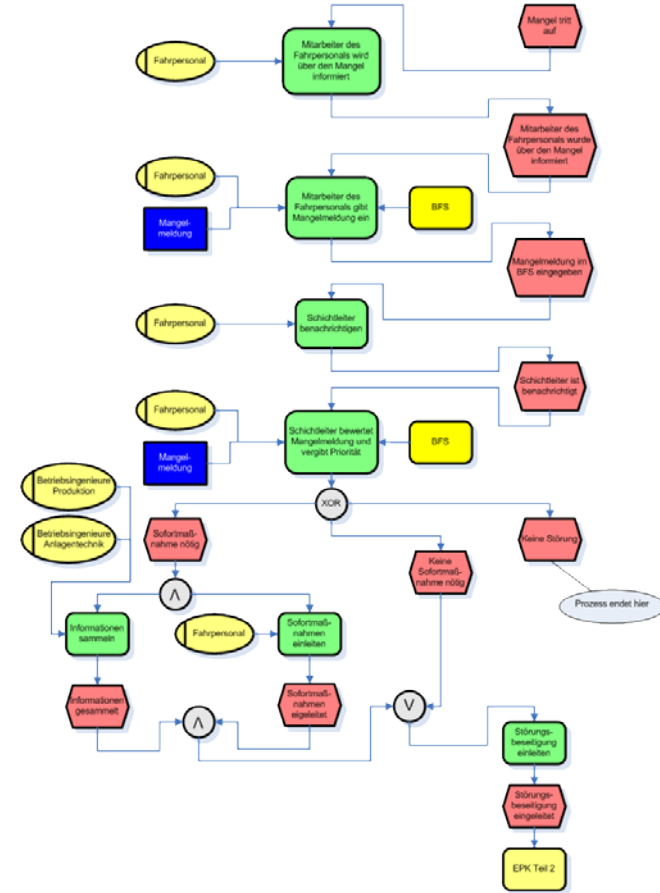 Mangel tritt
auf
Fahrpersonal
Mitarbeiter des
Fahrpersonals wird
über den Mangel
informiert
Mitarbeiter des
Fahrpersonals wurde
über den Mangel
informiert
Fahrpersonal
Mangel-
meldung
Mitarbeiter des
Fahrpersonals gibt
Mangelmeldung ein
BFS
Mangelmeldung im
BFS eingegeben
Fahrpersonal
Schichtleiter
benachrichtigen
Schichtleiter ist
benachrichtigt
Fahrpersonal
Mangel-
meldung
Schichtleiter bewertet
Mangelmeldung und
vergibt Priorität
BFS
Betriebsingenieure
Produktion
Betriebsingenieure
Anlagentechnik
XOR
Sofortmaß-
nahme nötig
Keine
Sofortmaß-
nahme nötig
Keine Störung
Prozess endet hier
Λ
Informationen
sammeln
Fahrpersonal
Sofortmaß-
nahmen
einleiten
Informationen
gesammelt
Sofortmaß-
nahmen
eigeleitet
Λ
V
Störungs-
beseitigung
einleiten
Störungs-
beseitigung
eingeleitet
EPK Teil 2